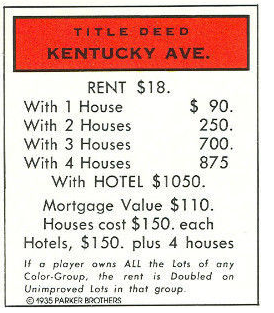 TITLE DEED
KENTUCKY AVE.
RENT $18.
With 1 House $ 90.
With 2 Houses 250.
With 3 Houses 700.
With 4 Houses 875
With HOTEL $1050.
Mortgage Value $110.
Houses cost $150. each
Hotels, $150. plus 4 houses
If a player owns ALL the Lots of any
Color-Group, the rent is Doubled on
Unimproved Lots in that group.
© 1935 PARKER BROTHERS